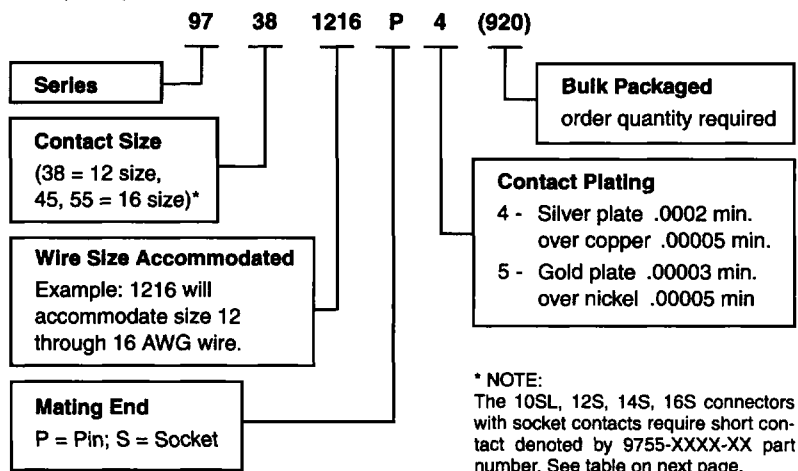 97 38 1216 P 4 (920)
Series
Contact Size
(38 = 12 size,
45, 55 = 16 size)*
Wire Size Accommodated
Example: 1216 will
accommodate size 12
through 16 AWG wire.
Mating End
P = Pin; S = Socket
Bulk Packaged
order quantity required
Contact Plating
4 - Silver plate .0002 min.
over copper .00005 min.
5 - Gold plate .00003 min.
over nickel .00005 min
* NOTE:
The 10SL, 12S, 14S, 16S connectors
with socket contacts require short con-
tact denoted by 9755-XXXX-XX part
number. See table on next page.